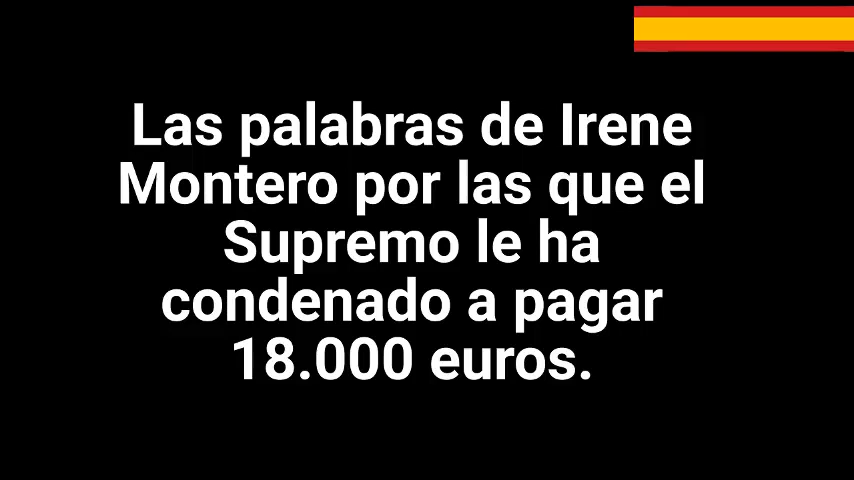 Las palabras de Irene
Montero por las que el
Supremo le ha
condenado a pagar
18.000 euros.